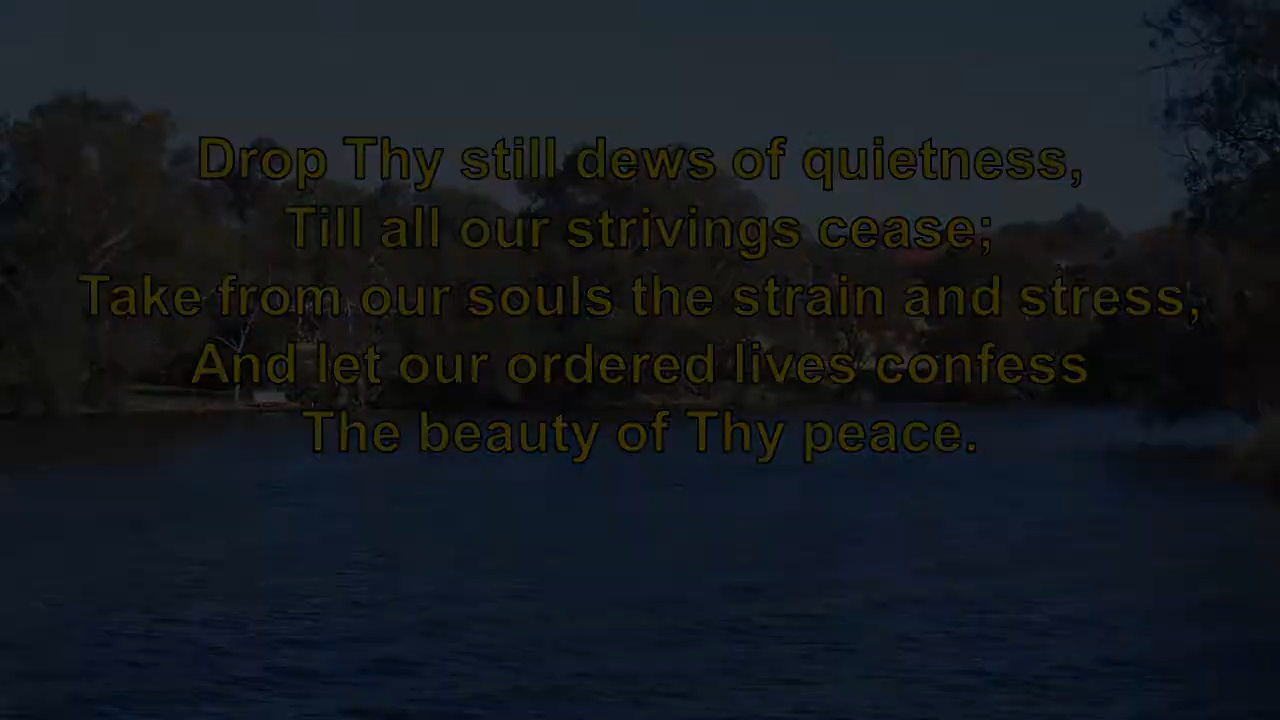 Drop Thy still dews of quietness,
Till all our strivings cease;
Take from our souls the strain and stress,
And let our ordered lives confess
The beauty of Thy peace.